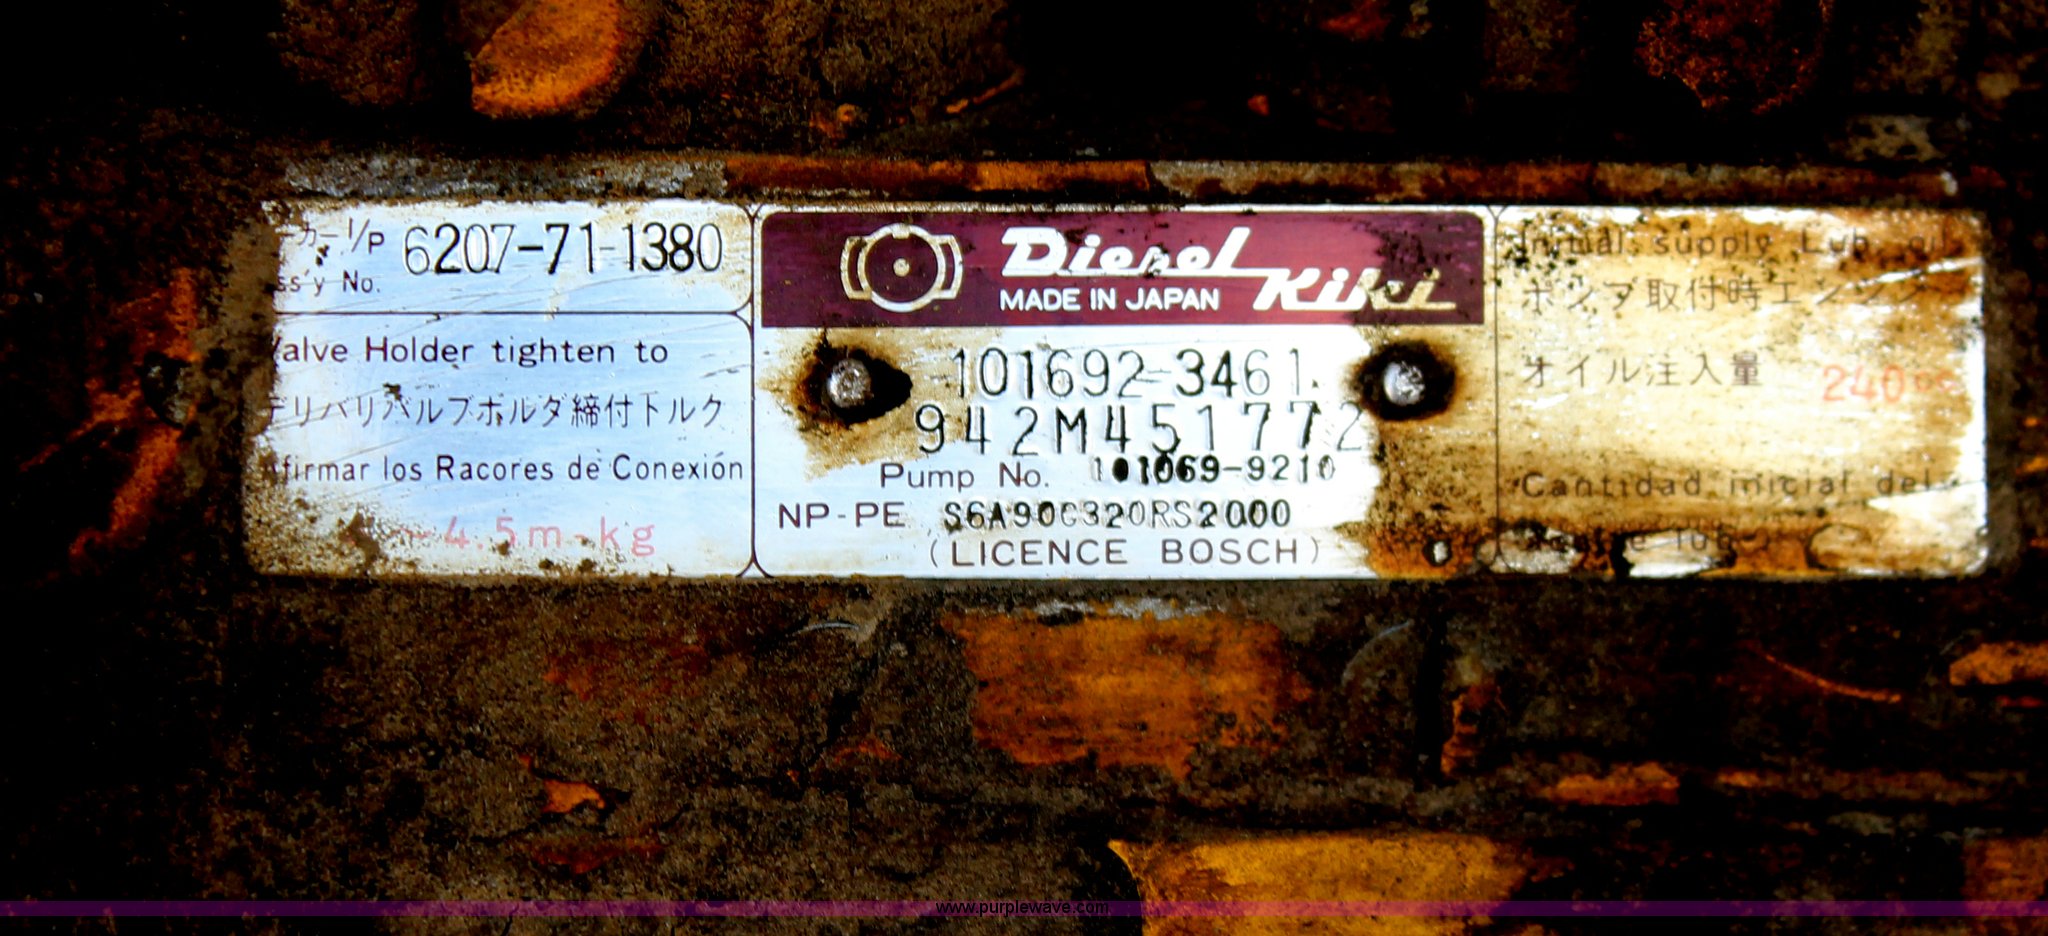 カー I/P 6207-71-1380
ss'y No.
Valve Holder tighten to
デリバリバルブホルダ締付トルク
firmar los Racores de Conexión
4.5m-kg
Diesel Kiki
MADE IN JAPAN
101692-3461
942M451772
Pump No. 101069-9210
NP-PE S6A90C320RS2000
(LICENCE BOSCH)
Initial supply Lub. oil
ポンプ取付時エンジン
オイル注入量 240cc
Cantidad inicial del
www.purplewave.com